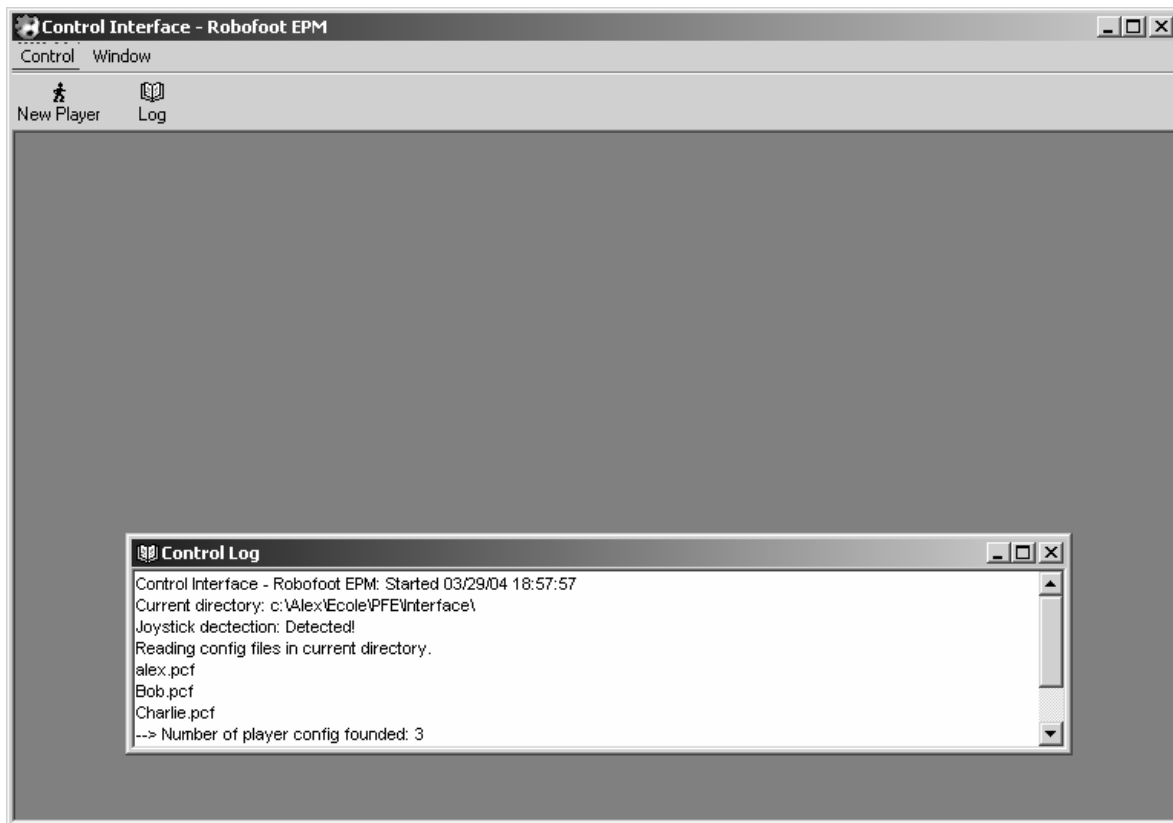 Control Interface - Robofoot EPM
Control Window
New Player Log
Control Log
Control Interface - Robofoot EPM: Started 03/29/04 18:57:57
Current directory: c:\Alex\Ecole\PFE\Interface\
Joystick dectection: Detected!
Reading config files in current directory.
alex.pcf
Bob.pcf
Charlie.pcf
--> Number of player config founded: 3